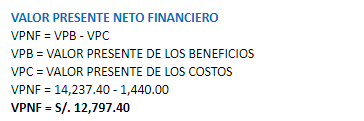 VALOR PRESENTE NETO FINANCIERO
VPNF = VPB - VPC
VPB = VALOR PRESENTE DE LOS BENEFICIOS
VPC = VALOR PRESENTE DE LOS COSTOS
VPNF = 14,237.40 - 1,440.00
VPNF = S/. 12,797.40